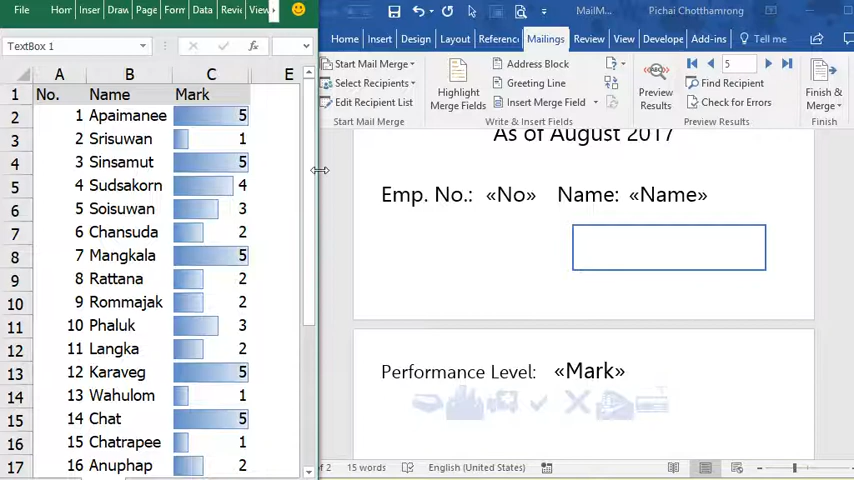 File Hom Inser Draw Page Form Data Revie View
TextBox 1
fx
A B C E
1 No. Name Mark
2 1 Apaimanee 5
3 2 Srisuwan 1
4 3 Sinsamut 5
5 4 Sudsakorn 4
6 5 Soisuwan 3
7 6 Chansuda 2
8 7 Mangkala 5
9 8 Rattana 2
10 9 Rommajak 2
11 10 Phaluk 3
12 11 Langka 2
13 12 Karaveg 5
14 13 Wahulom 1
15 14 Chat 5
16 15 Chatrapee 1
17 16 Anuphap 2
MailM... Pichai Chotthamrong
Home Insert Design Layout Reference Mailings Review View Develope Add-ins Tell me Share
Start Mail Merge
Select Recipients
Edit Recipient List
Start Mail Merge
Highlight
Merge Fields
Address Block
Greeting Line
Insert Merge Field
Write & Insert Fields
Preview
Results
5
Find Recipient
Check for Errors
Preview Results
Finish &
Merge
Finish
As of August 2017
Emp. No.: «No» Name: «Name»
Performance Level: «Mark»
of 2 15 words English (United States)